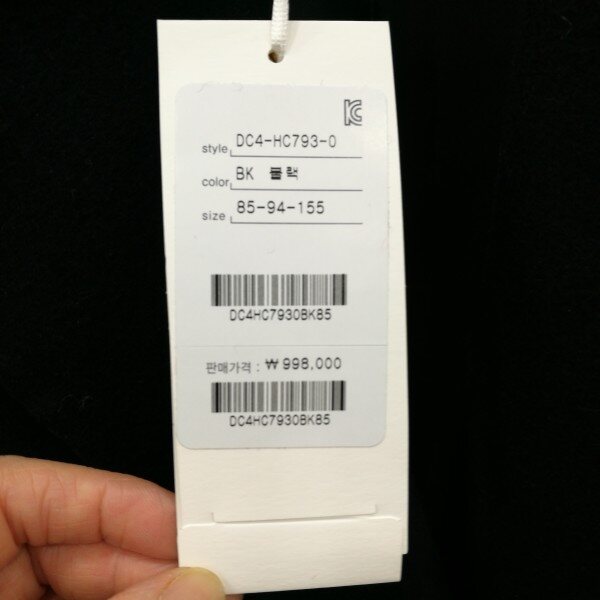 style DC4-HC793-0
color BK 블랙
size 85-94-155
DC4HC7930BK85
판매가격 : ₩ 998,000
DC4HC7930BK85